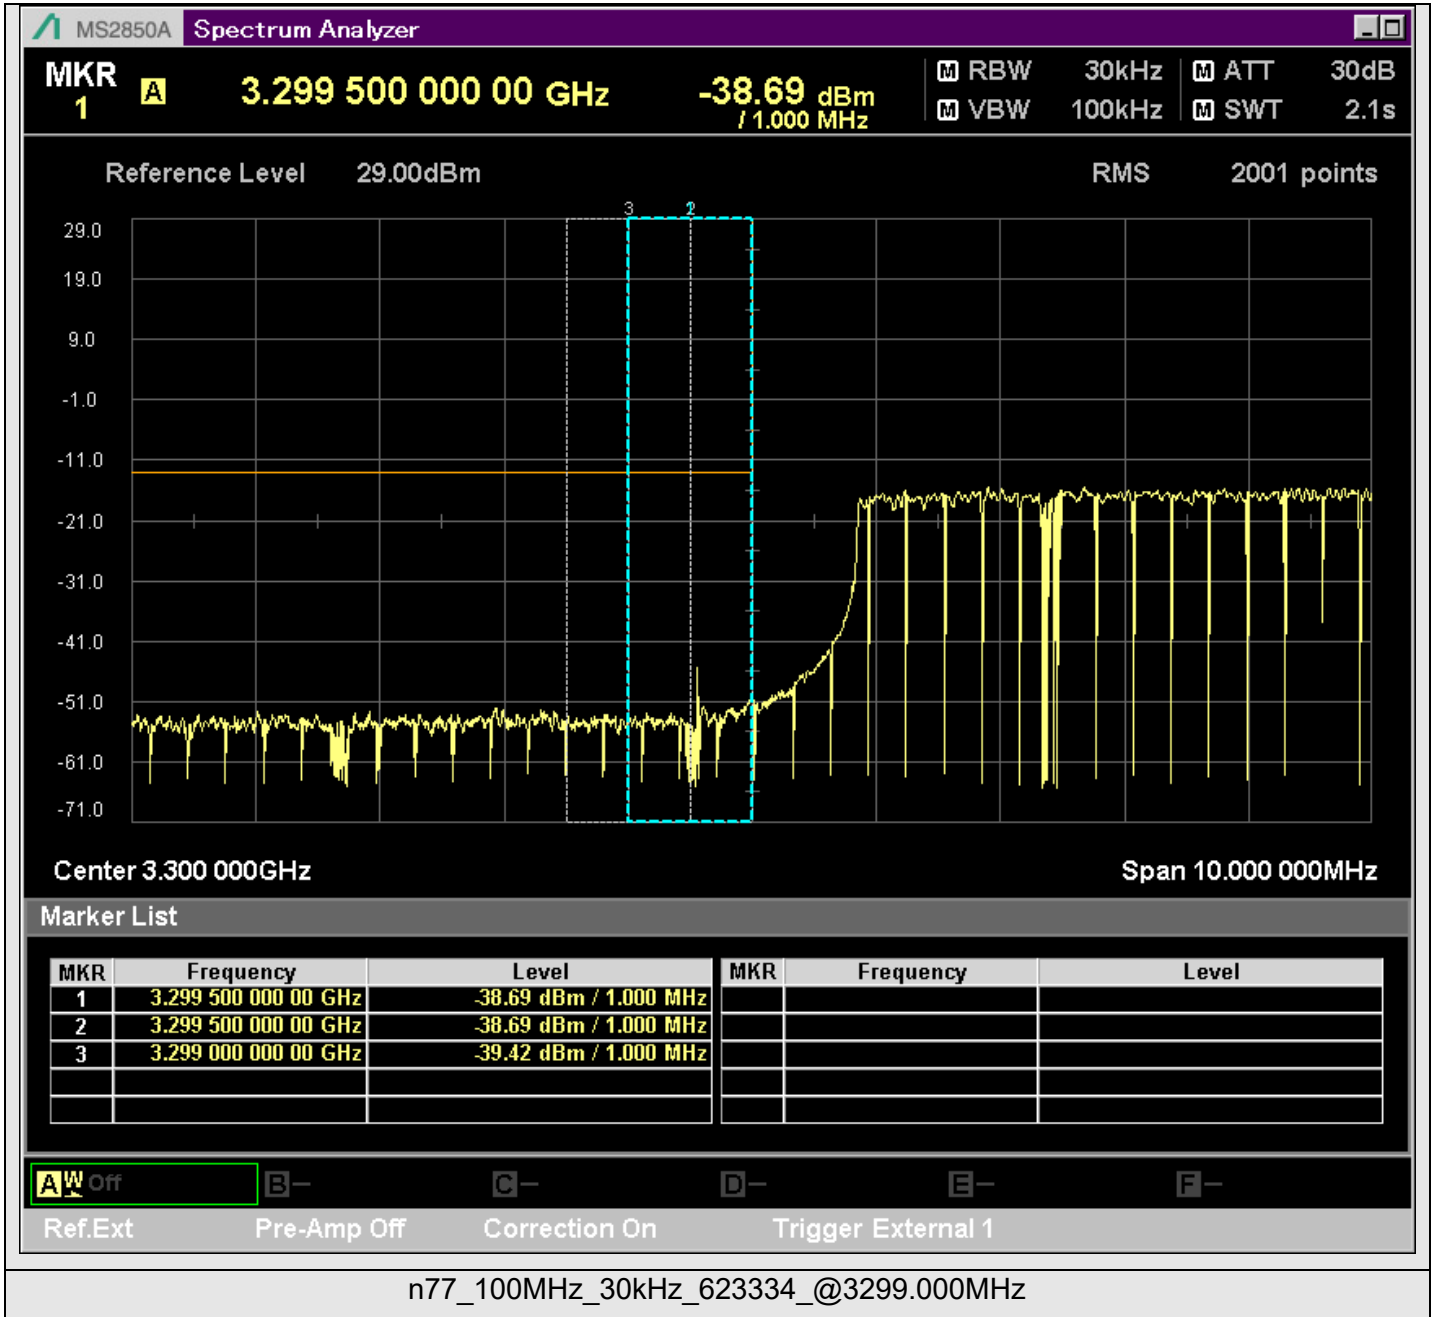 MS2850A Spectrum Analyzer
MKR 1 A 3.299 500 000 00 GHz -38.69 dBm / 1.000 MHz
M RBW 30kHz M ATT 30dB
M VBW 100kHz M SWT 2.1s
Reference Level 29.00dBm RMS 2001 points
3 2
29.0
19.0
9.0
-1.0
-11.0
-21.0
-31.0
-41.0
-51.0
-61.0
-71.0
Center 3.300 000GHz Span 10.000 000MHz
Marker List
MKR Frequency Level MKR Frequency Level
1 3.299 500 000 00 GHz -38.69 dBm / 1.000 MHz
2 3.299 500 000 00 GHz -38.69 dBm / 1.000 MHz
3 3.299 000 000 00 GHz -39.42 dBm / 1.000 MHz
A W Off B- C- D- E- F-
Ref.Ext Pre-Amp Off Correction On Trigger External 1
n77_100MHz_30kHz_623334_@3299.000MHz